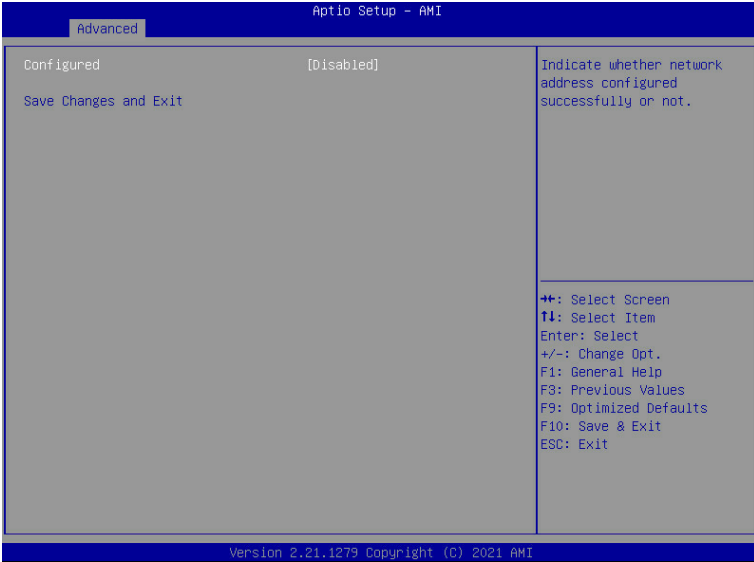 Aptio Setup – AMI
Advanced
Configured [Disabled]
Save Changes and Exit
Indicate whether network
address configured
successfully or not.
→←: Select Screen
↑↓: Select Item
Enter: Select
+/-: Change Opt.
F1: General Help
F3: Previous Values
F9: Optimized Defaults
F10: Save & Exit
ESC: Exit
Version 2.21.1279 Copyright (C) 2021 AMI